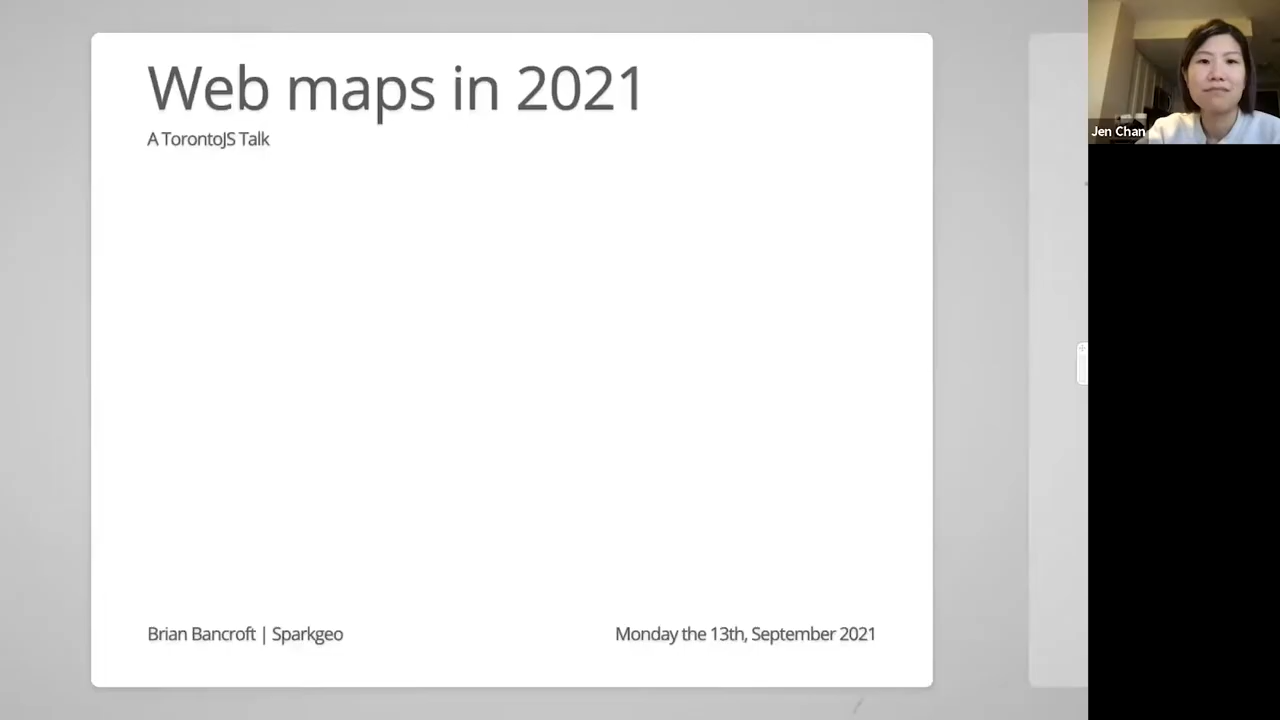 Web maps in 2021
A TorontoJS Talk
Brian Bancroft | Sparkgeo
Monday the 13th, September 2021
Jen Chan